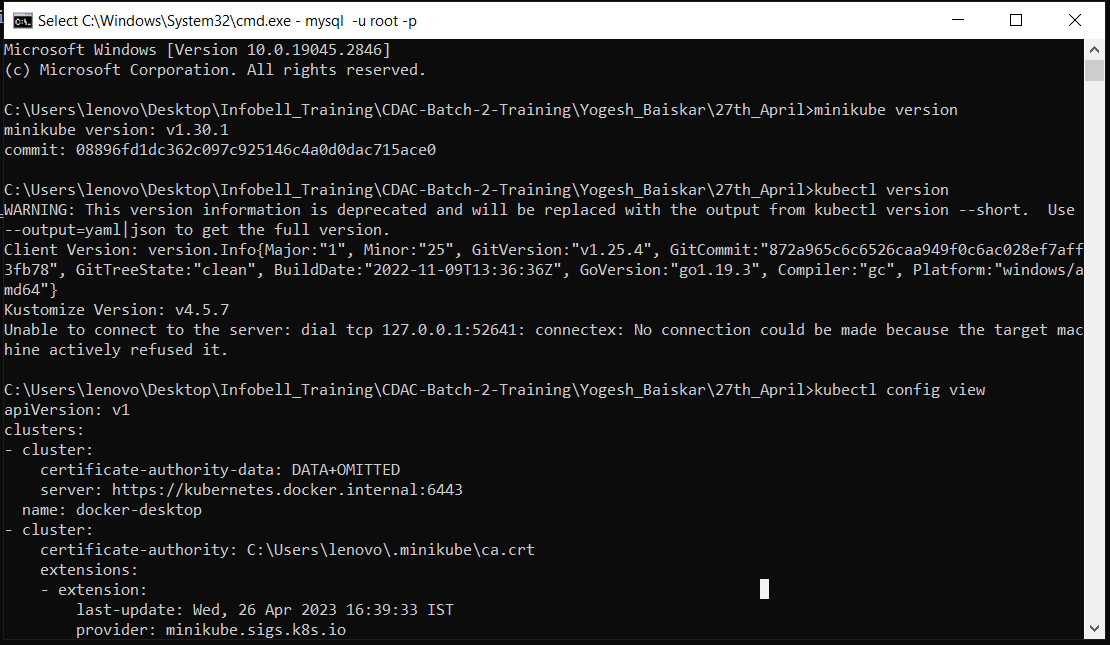 Select C:\Windows\System32\cmd.exe - mysql  -u root -p
Microsoft Windows [Version 10.0.19045.2846]
(c) Microsoft Corporation. All rights reserved.
C:\Users\lenovo\Desktop\Infobell_Training\CDAC-Batch-2-Training\Yogesh_Baiskar\27th_April>minikube version
minikube version: v1.30.1
commit: 08896fd1dc362c097c925146c4a0d0dac715ace0
C:\Users\lenovo\Desktop\Infobell_Training\CDAC-Batch-2-Training\Yogesh_Baiskar\27th_April>kubectl version
WARNING: This version information is deprecated and will be replaced with the output from kubectl version --short.  Use
--output=yaml|json to get the full version.
Client Version: version.Info{Major:"1", Minor:"25", GitVersion:"v1.25.4", GitCommit:"872a965c6c6526caa949f0c6ac028ef7aff
3fb78", GitTreeState:"clean", BuildDate:"2022-11-09T13:36:36Z", GoVersion:"go1.19.3", Compiler:"gc", Platform:"windows/a
md64"}
Kustomize Version: v4.5.7
Unable to connect to the server: dial tcp 127.0.0.1:52641: connectex: No connection could be made because the target mac
hine actively refused it.
C:\Users\lenovo\Desktop\Infobell_Training\CDAC-Batch-2-Training\Yogesh_Baiskar\27th_April>kubectl config view
apiVersion: v1
clusters:
- cluster:
    certificate-authority-data: DATA+OMITTED
    server: https://kubernetes.docker.internal:6443
  name: docker-desktop
- cluster:
    certificate-authority: C:\Users\lenovo\.minikube\ca.crt
    extensions:
    - extension:
        last-update: Wed, 26 Apr 2023 16:39:33 IST
        provider: minikube.sigs.k8s.io